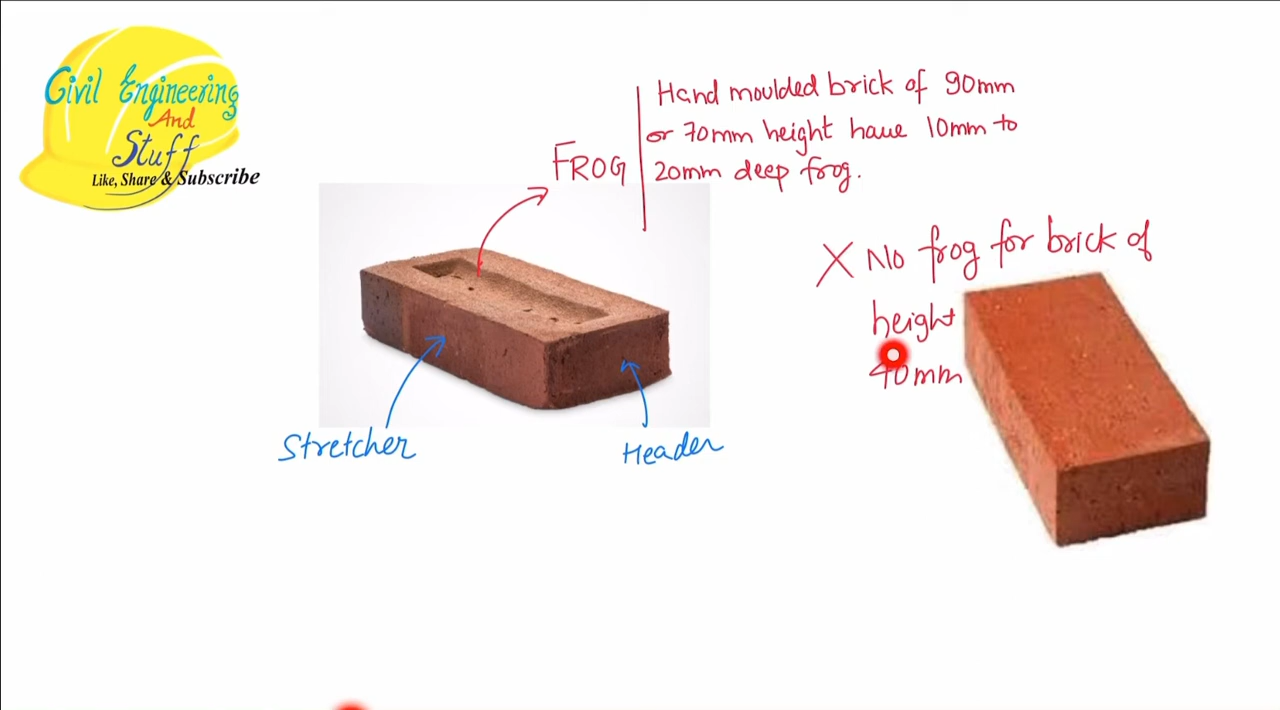 Civil Engineering
And
Stuff
Like, Share & Subscribe
FROG
Hand moulded brick of 90mm
or 70mm height have 10mm to
20mm deep frog.
X No frog for brick of
height
40mm
Stretcher
Header